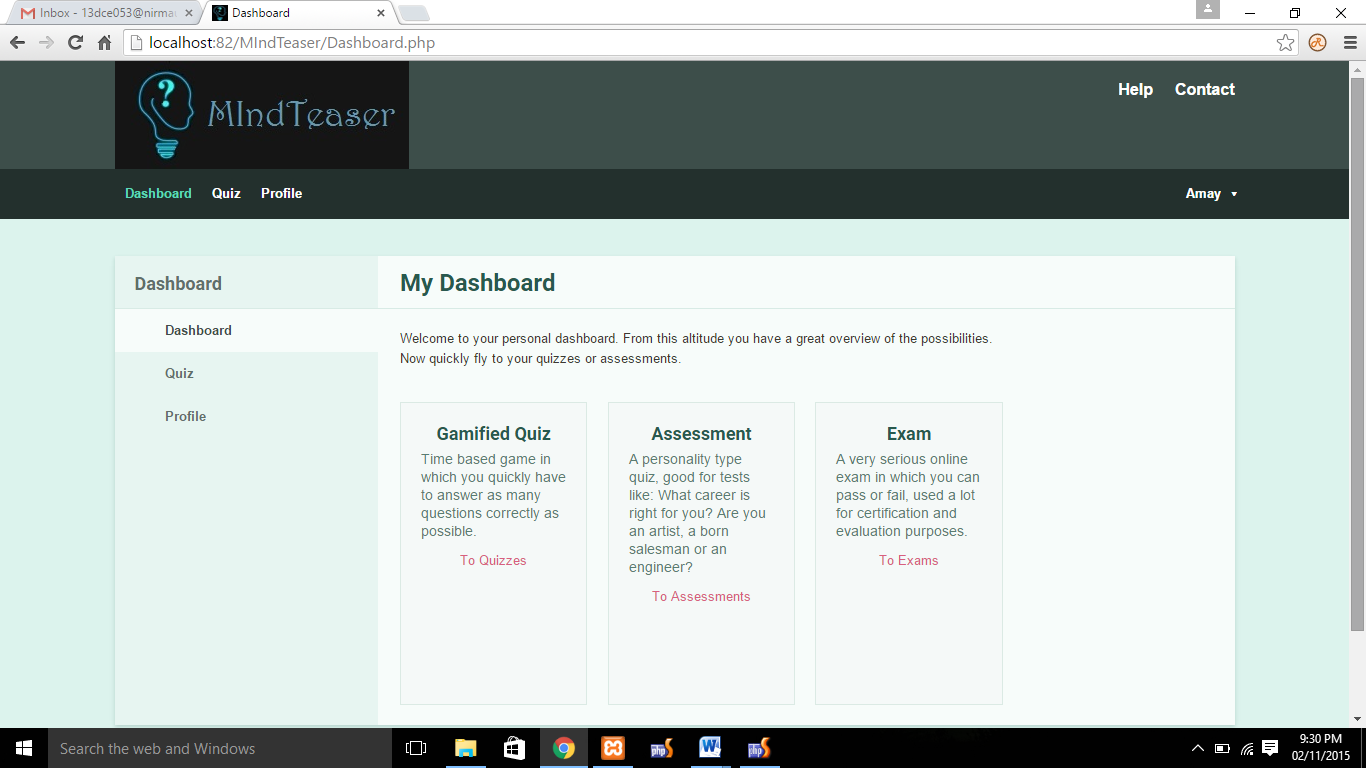 Inbox - 13dce053@nirma
Dashboard
localhost:82/MIndTeaser/Dashboard.php
?
MIndTeaser
Help Contact
Dashboard Quiz Profile Amay
Dashboard
Dashboard
Quiz
Profile
My Dashboard
Welcome to your personal dashboard. From this altitude you have a great overview of the possibilities.
Now quickly fly to your quizzes or assessments.
Gamified Quiz
Time based game in
which you quickly have
to answer as many
questions correctly as
possible.
To Quizzes
Assessment
A personality type
quiz, good for tests
like: What career is
right for you? Are you
an artist, a born
salesman or an
engineer?
To Assessments
Exam
A very serious online
exam in which you can
pass or fail, used a lot
for certification and
evaluation purposes.
To Exams
Search the web and Windows
php
W
php
9:30 PM
02/11/2015